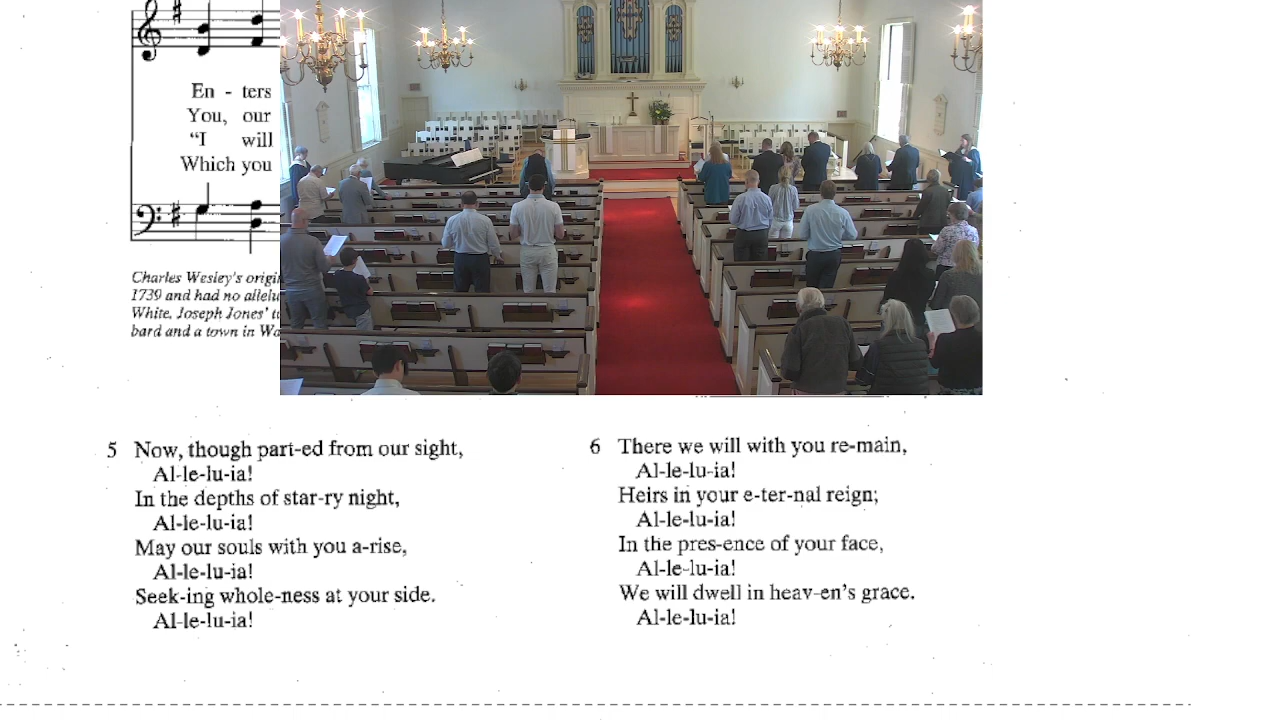 En - ters
You, our
“I will
Which you
Charles Wesley's origi
1739 and had no allelu
White. Joseph Jones' t
bard and a town in Wa
5 Now, though part-ed from our sight,
Al-le-lu-ia!
In the depths of star-ry night,
Al-le-lu-ia!
May our souls with you a-rise,
Al-le-lu-ia!
Seek-ing whole-ness at your side.
Al-le-lu-ia!
6 There we will with you re-main,
Al-le-lu-ia!
Heirs in your e-ter-nal reign;
Al-le-lu-ia!
In the pres-ence of your face,
Al-le-lu-ia!
We will dwell in heav-en's grace.
Al-le-lu-ia!